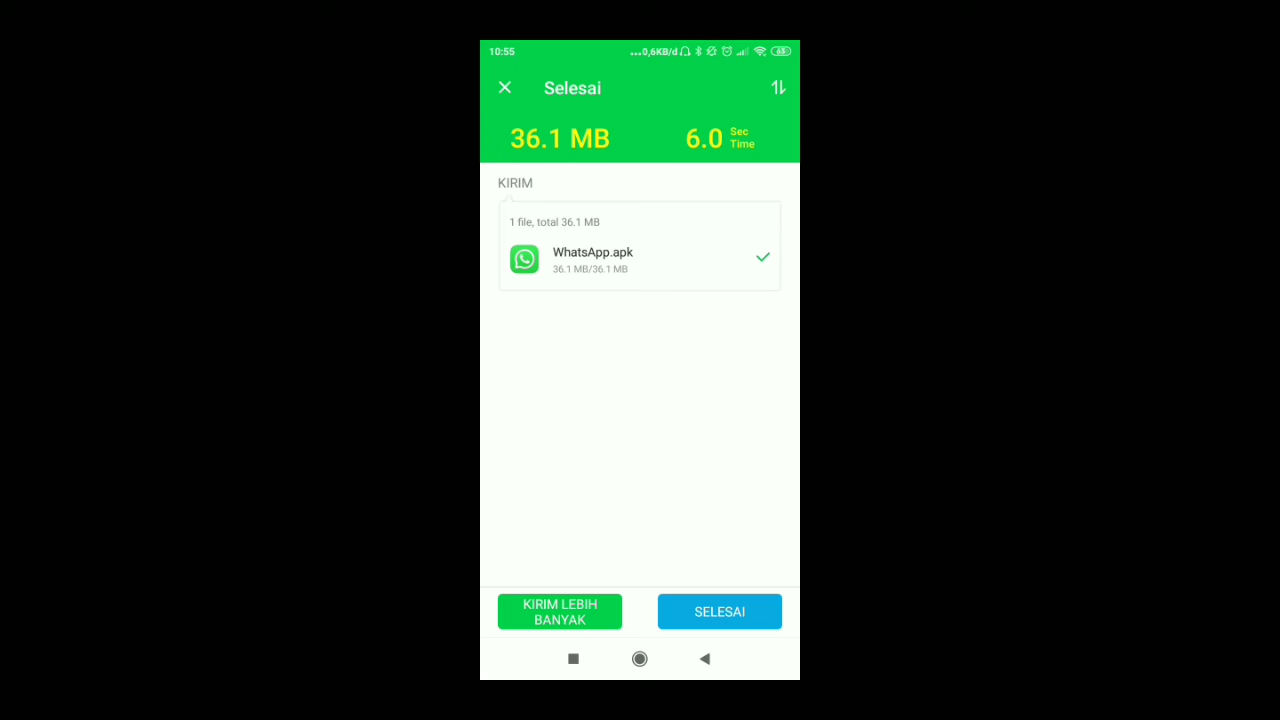 10:55
...0,6KB/d 68
Selesai
36.1 MB
6.0 Sec
Time
KIRIM
1 file, total 36.1 MB
WhatsApp.apk
36.1 MB/36.1 MB
KIRIM LEBIH
BANYAK
SELESAI